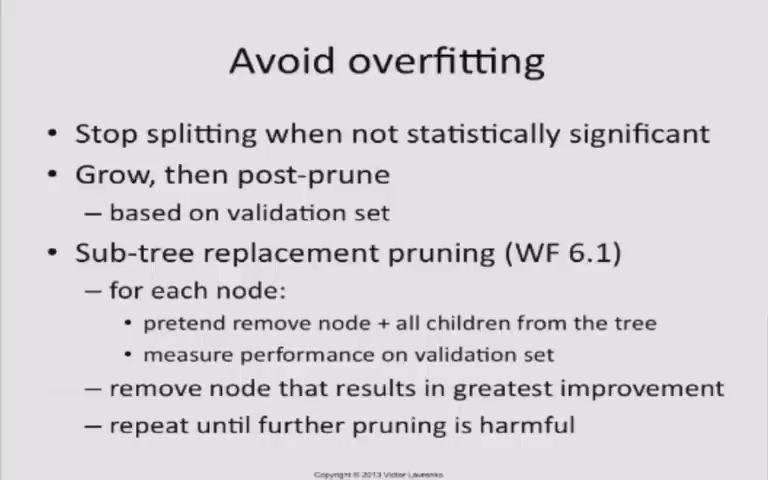 Avoid overfitting
• Stop splitting when not statistically significant
• Grow, then post-prune
– based on validation set
• Sub-tree replacement pruning (WF 6.1)
– for each node:
• pretend remove node + all children from the tree
• measure performance on validation set
– remove node that results in greatest improvement
– repeat until further pruning is harmful
Copyright © 2013 Victor Lavrenko